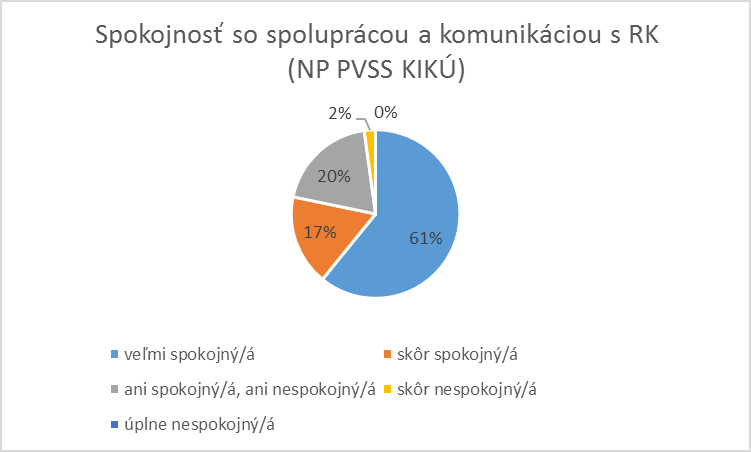 Spokojnosť so spoluprácou a komunikáciou s RK
(NP PVSS KIKÚ)
2%
0%
20%
17%
61%
veľmi spokojný/á
skôr spokojný/á
ani spokojný/á, ani nespokojný/á
skôr nespokojný/á
úplne nespokojný/á